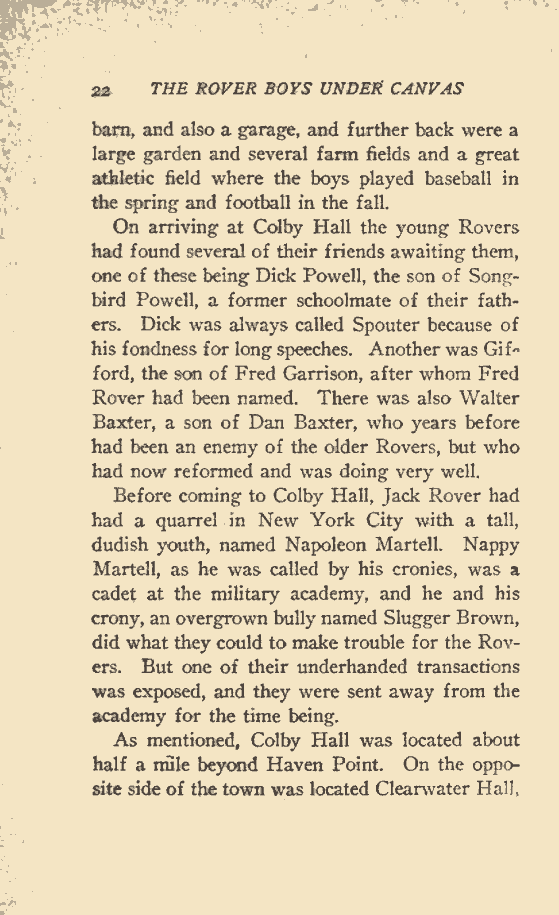 22 THE ROVER BOYS UNDER CANVAS
barn, and also a garage, and further back were a
large garden and several farm fields and a great
athletic field where the boys played baseball in
the spring and football in the fall.
On arriving at Colby Hall the young Rovers
had found several of their friends awaiting them,
one of these being Dick Powell, the son of Song-
bird Powell, a former schoolmate of their fath-
ers. Dick was always called Spouter because of
his fondness for long speeches. Another was Gif-
ford, the son of Fred Garrison, after whom Fred
Rover had been named. There was also Walter
Baxter, a son of Dan Baxter, who years before
had been an enemy of the older Rovers, but who
had now reformed and was doing very well.
Before coming to Colby Hall, Jack Rover had
had a quarrel in New York City with a tall,
dudish youth, named Napoleon Martell. Nappy
Martell, as he was called by his cronies, was a
cadet at the military academy, and he and his
crony, an overgrown bully named Slugger Brown,
did what they could to make trouble for the Rov-
ers. But one of their underhanded transactions
was exposed, and they were sent away from the
academy for the time being.
As mentioned, Colby Hall was located about
half a mile beyond Haven Point. On the oppo-
site side of the town was located Clearwater Hall,